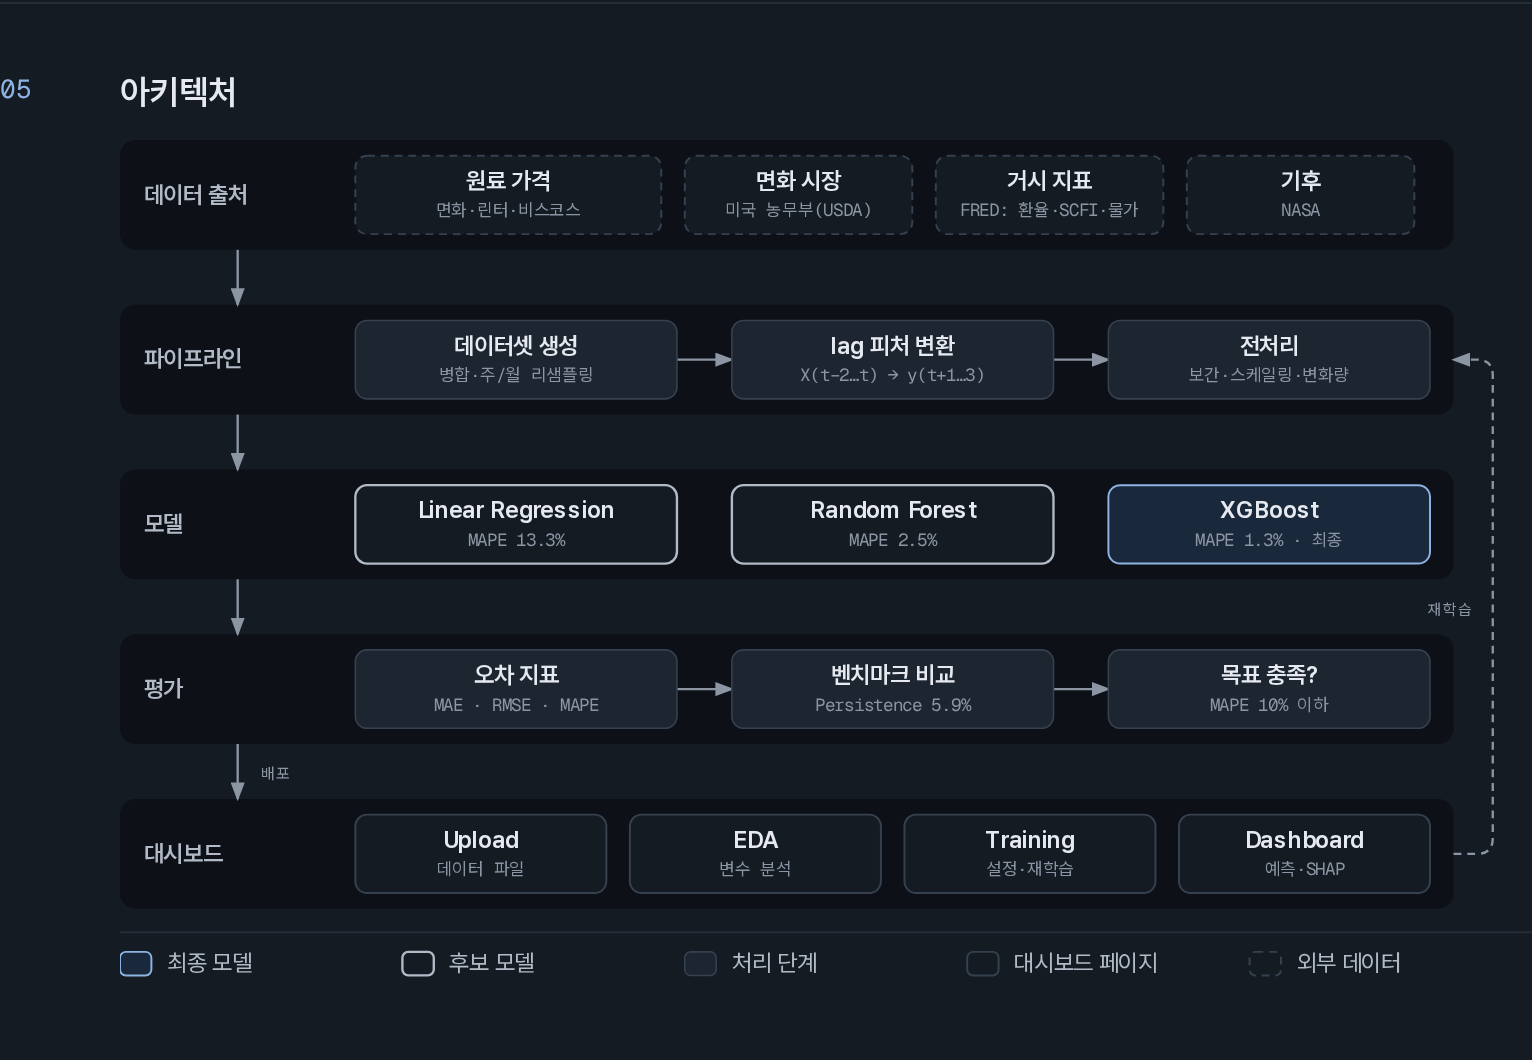 05
아키텍처
데이터 출처
원료 가격
면화·린터·비스코스
면화 시장
미국 농무부(USDA)
거시 지표
FRED: 환율·SCFI·물가
기후
NASA
파이프라인
데이터셋 생성
병합·주/월 리샘플링
lag 피처 변환
X(t-2…t) → y(t+1…3)
전처리
보간·스케일링·변화량
모델
Linear Regression
MAPE 13.3%
Random Forest
MAPE 2.5%
XGBoost
MAPE 1.3% · 최종
재학습
평가
오차 지표
MAE · RMSE · MAPE
벤치마크 비교
Persistence 5.9%
목표 충족?
MAPE 10% 이하
배포
대시보드
Upload
데이터 파일
EDA
변수 분석
Training
설정·재학습
Dashboard
예측·SHAP
최종 모델
후보 모델
처리 단계
대시보드 페이지
외부 데이터